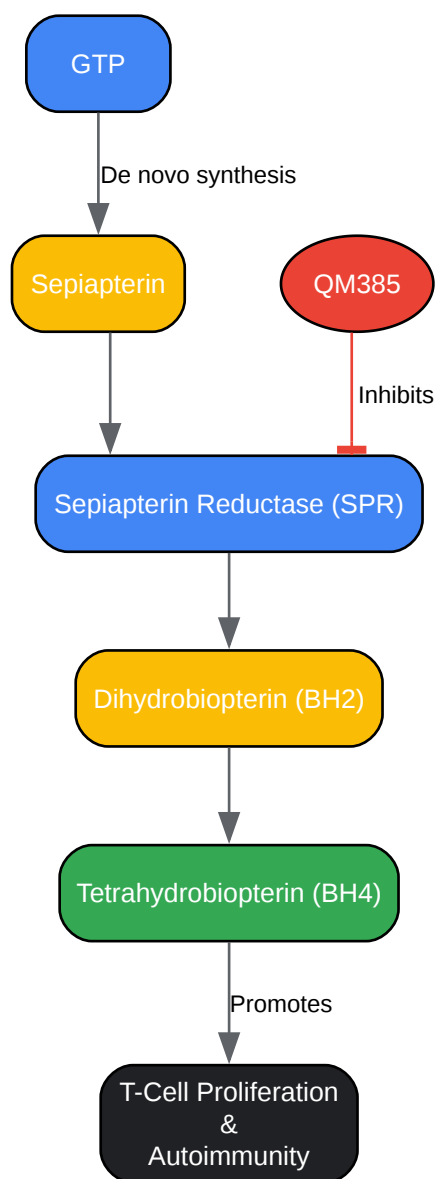 GTP
De novo synthesis
Sepiapterin
QM385
Inhibits
Sepiapterin Reductase (SPR)
Dihydrobiopterin (BH2)
Tetrahydrobiopterin (BH4)
Promotes
T-Cell Proliferation
&
Autoimmunity